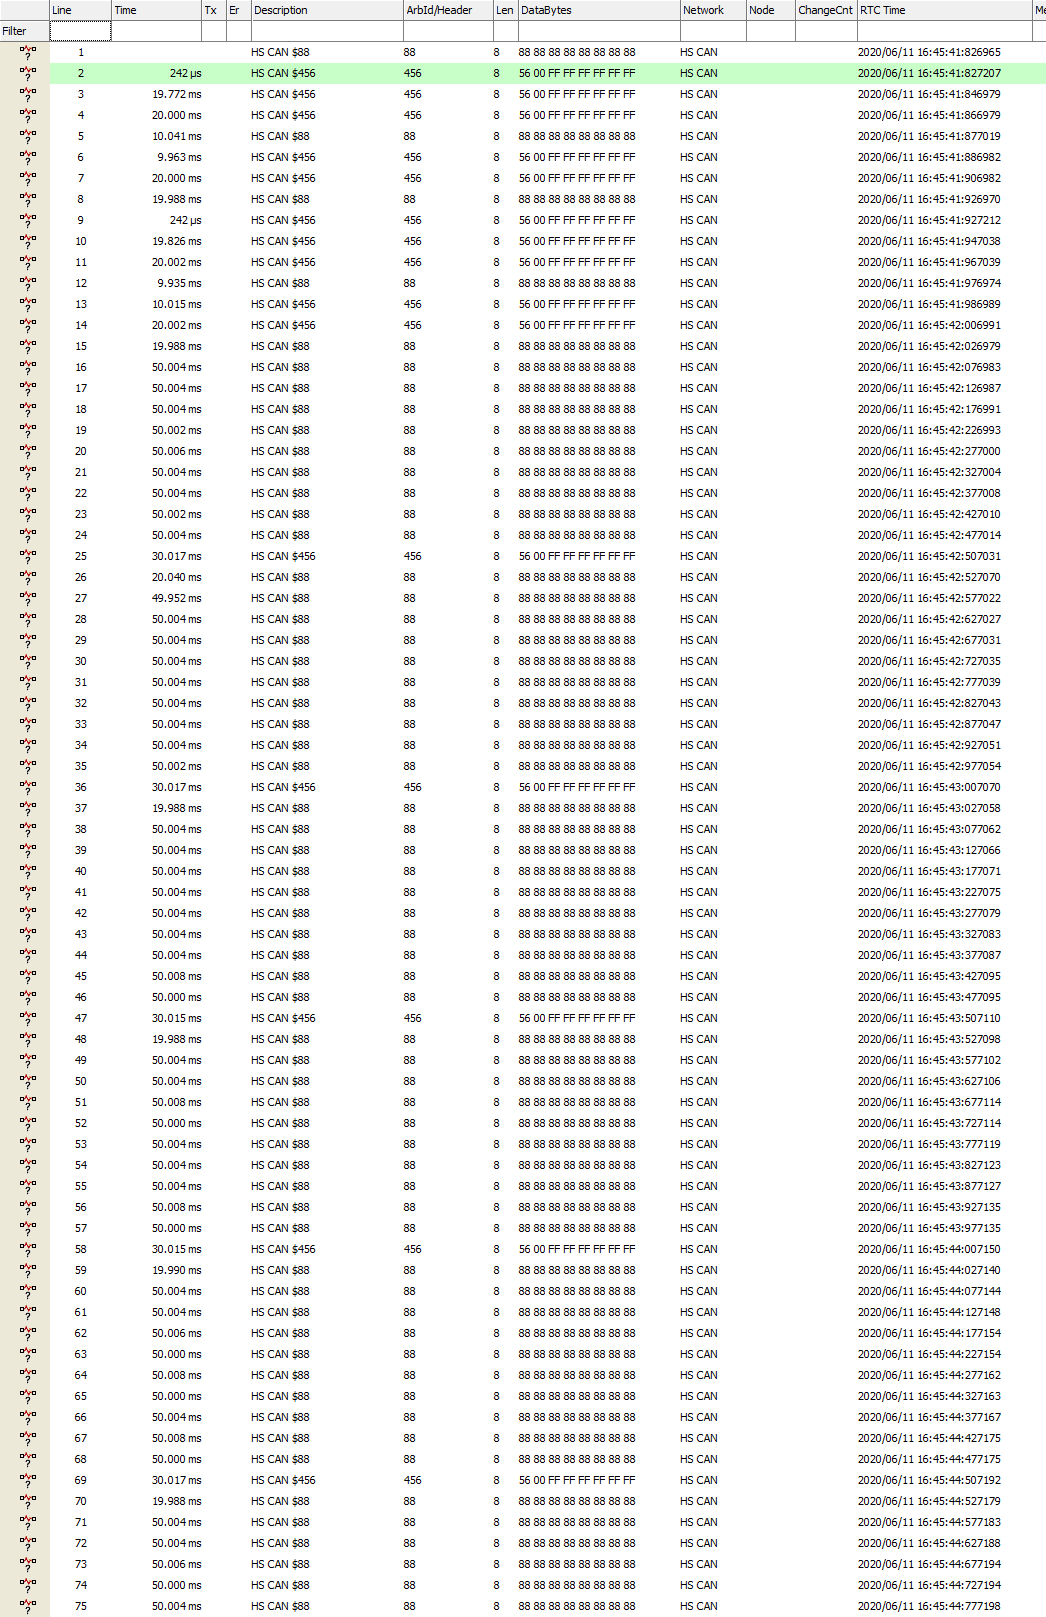 Line Time Tx Er Description ArbId/Header Len DataBytes Network Node ChangeCnt RTC Time Me
Filter
1 HS CAN $88 88 8 88 88 88 88 88 88 88 88 HS CAN 2020/06/11 16:45:41:826965
2 242 µs HS CAN $456 456 8 56 00 FF FF FF FF FF FF HS CAN 2020/06/11 16:45:41:827207
3 19.772 ms HS CAN $456 456 8 56 00 FF FF FF FF FF FF HS CAN 2020/06/11 16:45:41:846979
4 20.000 ms HS CAN $456 456 8 56 00 FF FF FF FF FF FF HS CAN 2020/06/11 16:45:41:866979
5 10.041 ms HS CAN $88 88 8 88 88 88 88 88 88 88 88 HS CAN 2020/06/11 16:45:41:877019
6 9.963 ms HS CAN $456 456 8 56 00 FF FF FF FF FF FF HS CAN 2020/06/11 16:45:41:886982
7 20.000 ms HS CAN $456 456 8 56 00 FF FF FF FF FF FF HS CAN 2020/06/11 16:45:41:906982
8 19.988 ms HS CAN $88 88 8 88 88 88 88 88 88 88 88 HS CAN 2020/06/11 16:45:41:926970
9 242 µs HS CAN $456 456 8 56 00 FF FF FF FF FF FF HS CAN 2020/06/11 16:45:41:927212
10 19.826 ms HS CAN $456 456 8 56 00 FF FF FF FF FF FF HS CAN 2020/06/11 16:45:41:947038
11 20.002 ms HS CAN $456 456 8 56 00 FF FF FF FF FF FF HS CAN 2020/06/11 16:45:41:967039
12 9.935 ms HS CAN $88 88 8 88 88 88 88 88 88 88 88 HS CAN 2020/06/11 16:45:41:976974
13 10.015 ms HS CAN $456 456 8 56 00 FF FF FF FF FF FF HS CAN 2020/06/11 16:45:41:986989
14 20.002 ms HS CAN $456 456 8 56 00 FF FF FF FF FF FF HS CAN 2020/06/11 16:45:42:006991
15 19.988 ms HS CAN $88 88 8 88 88 88 88 88 88 88 88 HS CAN 2020/06/11 16:45:42:026979
16 50.004 ms HS CAN $88 88 8 88 88 88 88 88 88 88 88 HS CAN 2020/06/11 16:45:42:076983
17 50.004 ms HS CAN $88 88 8 88 88 88 88 88 88 88 88 HS CAN 2020/06/11 16:45:42:126987
18 50.004 ms HS CAN $88 88 8 88 88 88 88 88 88 88 88 HS CAN 2020/06/11 16:45:42:176991
19 50.002 ms HS CAN $88 88 8 88 88 88 88 88 88 88 88 HS CAN 2020/06/11 16:45:42:226993
20 50.006 ms HS CAN $88 88 8 88 88 88 88 88 88 88 88 HS CAN 2020/06/11 16:45:42:277000
21 50.004 ms HS CAN $88 88 8 88 88 88 88 88 88 88 88 HS CAN 2020/06/11 16:45:42:327004
22 50.004 ms HS CAN $88 88 8 88 88 88 88 88 88 88 88 HS CAN 2020/06/11 16:45:42:377008
23 50.002 ms HS CAN $88 88 8 88 88 88 88 88 88 88 88 HS CAN 2020/06/11 16:45:42:427010
24 50.004 ms HS CAN $88 88 8 88 88 88 88 88 88 88 88 HS CAN 2020/06/11 16:45:42:477014
25 30.017 ms HS CAN $456 456 8 56 00 FF FF FF FF FF FF HS CAN 2020/06/11 16:45:42:507031
26 20.040 ms HS CAN $88 88 8 88 88 88 88 88 88 88 88 HS CAN 2020/06/11 16:45:42:527070
27 49.952 ms HS CAN $88 88 8 88 88 88 88 88 88 88 88 HS CAN 2020/06/11 16:45:42:577022
28 50.004 ms HS CAN $88 88 8 88 88 88 88 88 88 88 88 HS CAN 2020/06/11 16:45:42:627027
29 50.004 ms HS CAN $88 88 8 88 88 88 88 88 88 88 88 HS CAN 2020/06/11 16:45:42:677031
30 50.004 ms HS CAN $88 88 8 88 88 88 88 88 88 88 88 HS CAN 2020/06/11 16:45:42:727035
31 50.004 ms HS CAN $88 88 8 88 88 88 88 88 88 88 88 HS CAN 2020/06/11 16:45:42:777039
32 50.004 ms HS CAN $88 88 8 88 88 88 88 88 88 88 88 HS CAN 2020/06/11 16:45:42:827043
33 50.004 ms HS CAN $88 88 8 88 88 88 88 88 88 88 88 HS CAN 2020/06/11 16:45:42:877047
34 50.004 ms HS CAN $88 88 8 88 88 88 88 88 88 88 88 HS CAN 2020/06/11 16:45:42:927051
35 50.002 ms HS CAN $88 88 8 88 88 88 88 88 88 88 88 HS CAN 2020/06/11 16:45:42:977054
36 30.017 ms HS CAN $456 456 8 56 00 FF FF FF FF FF FF HS CAN 2020/06/11 16:45:43:007070
37 19.988 ms HS CAN $88 88 8 88 88 88 88 88 88 88 88 HS CAN 2020/06/11 16:45:43:027058
38 50.004 ms HS CAN $88 88 8 88 88 88 88 88 88 88 88 HS CAN 2020/06/11 16:45:43:077062
39 50.004 ms HS CAN $88 88 8 88 88 88 88 88 88 88 88 HS CAN 2020/06/11 16:45:43:127066
40 50.004 ms HS CAN $88 88 8 88 88 88 88 88 88 88 88 HS CAN 2020/06/11 16:45:43:177071
41 50.004 ms HS CAN $88 88 8 88 88 88 88 88 88 88 88 HS CAN 2020/06/11 16:45:43:227075
42 50.004 ms HS CAN $88 88 8 88 88 88 88 88 88 88 88 HS CAN 2020/06/11 16:45:43:277079
43 50.004 ms HS CAN $88 88 8 88 88 88 88 88 88 88 88 HS CAN 2020/06/11 16:45:43:327083
44 50.004 ms HS CAN $88 88 8 88 88 88 88 88 88 88 88 HS CAN 2020/06/11 16:45:43:377087
45 50.008 ms HS CAN $88 88 8 88 88 88 88 88 88 88 88 HS CAN 2020/06/11 16:45:43:427095
46 50.000 ms HS CAN $88 88 8 88 88 88 88 88 88 88 88 HS CAN 2020/06/11 16:45:43:477095
47 30.015 ms HS CAN $456 456 8 56 00 FF FF FF FF FF FF HS CAN 2020/06/11 16:45:43:507110
48 19.988 ms HS CAN $88 88 8 88 88 88 88 88 88 88 88 HS CAN 2020/06/11 16:45:43:527098
49 50.004 ms HS CAN $88 88 8 88 88 88 88 88 88 88 88 HS CAN 2020/06/11 16:45:43:577102
50 50.004 ms HS CAN $88 88 8 88 88 88 88 88 88 88 88 HS CAN 2020/06/11 16:45:43:627106
51 50.008 ms HS CAN $88 88 8 88 88 88 88 88 88 88 88 HS CAN 2020/06/11 16:45:43:677114
52 50.000 ms HS CAN $88 88 8 88 88 88 88 88 88 88 88 HS CAN 2020/06/11 16:45:43:727114
53 50.004 ms HS CAN $88 88 8 88 88 88 88 88 88 88 88 HS CAN 2020/06/11 16:45:43:777119
54 50.004 ms HS CAN $88 88 8 88 88 88 88 88 88 88 88 HS CAN 2020/06/11 16:45:43:827123
55 50.004 ms HS CAN $88 88 8 88 88 88 88 88 88 88 88 HS CAN 2020/06/11 16:45:43:877127
56 50.008 ms HS CAN $88 88 8 88 88 88 88 88 88 88 88 HS CAN 2020/06/11 16:45:43:927135
57 50.000 ms HS CAN $88 88 8 88 88 88 88 88 88 88 88 HS CAN 2020/06/11 16:45:43:977135
58 30.015 ms HS CAN $456 456 8 56 00 FF FF FF FF FF FF HS CAN 2020/06/11 16:45:44:007150
59 19.990 ms HS CAN $88 88 8 88 88 88 88 88 88 88 88 HS CAN 2020/06/11 16:45:44:027140
60 50.004 ms HS CAN $88 88 8 88 88 88 88 88 88 88 88 HS CAN 2020/06/11 16:45:44:077144
61 50.004 ms HS CAN $88 88 8 88 88 88 88 88 88 88 88 HS CAN 2020/06/11 16:45:44:127148
62 50.006 ms HS CAN $88 88 8 88 88 88 88 88 88 88 88 HS CAN 2020/06/11 16:45:44:177154
63 50.000 ms HS CAN $88 88 8 88 88 88 88 88 88 88 88 HS CAN 2020/06/11 16:45:44:227154
64 50.008 ms HS CAN $88 88 8 88 88 88 88 88 88 88 88 HS CAN 2020/06/11 16:45:44:277162
65 50.000 ms HS CAN $88 88 8 88 88 88 88 88 88 88 88 HS CAN 2020/06/11 16:45:44:327163
66 50.004 ms HS CAN $88 88 8 88 88 88 88 88 88 88 88 HS CAN 2020/06/11 16:45:44:377167
67 50.008 ms HS CAN $88 88 8 88 88 88 88 88 88 88 88 HS CAN 2020/06/11 16:45:44:427175
68 50.000 ms HS CAN $88 88 8 88 88 88 88 88 88 88 88 HS CAN 2020/06/11 16:45:44:477175
69 30.017 ms HS CAN $456 456 8 56 00 FF FF FF FF FF FF HS CAN 2020/06/11 16:45:44:507192
70 19.988 ms HS CAN $88 88 8 88 88 88 88 88 88 88 88 HS CAN 2020/06/11 16:45:44:527179
71 50.004 ms HS CAN $88 88 8 88 88 88 88 88 88 88 88 HS CAN 2020/06/11 16:45:44:577183
72 50.004 ms HS CAN $88 88 8 88 88 88 88 88 88 88 88 HS CAN 2020/06/11 16:45:44:627188
73 50.006 ms HS CAN $88 88 8 88 88 88 88 88 88 88 88 HS CAN 2020/06/11 16:45:44:677194
74 50.000 ms HS CAN $88 88 8 88 88 88 88 88 88 88 88 HS CAN 2020/06/11 16:45:44:727194
75 50.004 ms HS CAN $88 88 8 88 88 88 88 88 88 88 88 HS CAN 2020/06/11 16:45:44:777198